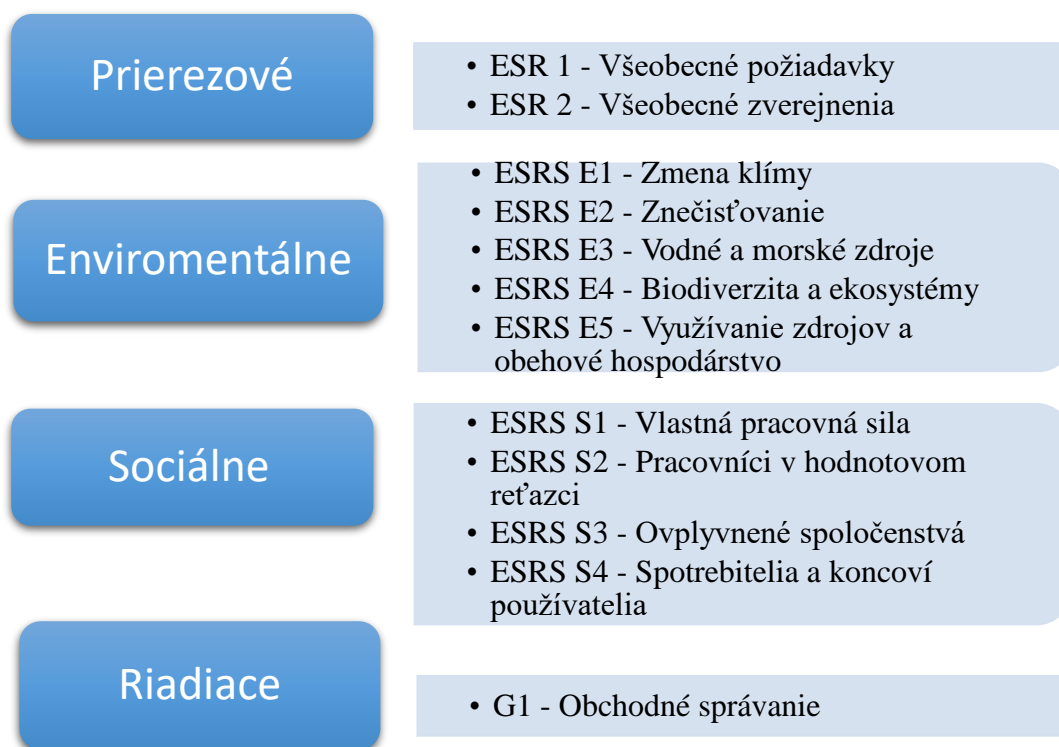 Prierezové
• ESR 1 - Všeobecné požiadavky
• ESR 2 - Všeobecné zverejnenia
Enviromentálne
• ESRS E1 - Zmena klímy
• ESRS E2 - Znečisťovanie
• ESRS E3 - Vodné a morské zdroje
• ESRS E4 - Biodiverzita a ekosystémy
• ESRS E5 - Využívanie zdrojov a
obehové hospodárstvo
Sociálne
• ESRS S1 - Vlastná pracovná sila
• ESRS S2 - Pracovníci v hodnotovom
reťazci
• ESRS S3 - Ovplyvnené spoločenstvá
• ESRS S4 - Spotrebitelia a koncoví
používatelia
Riadiace
• G1 - Obchodné správanie